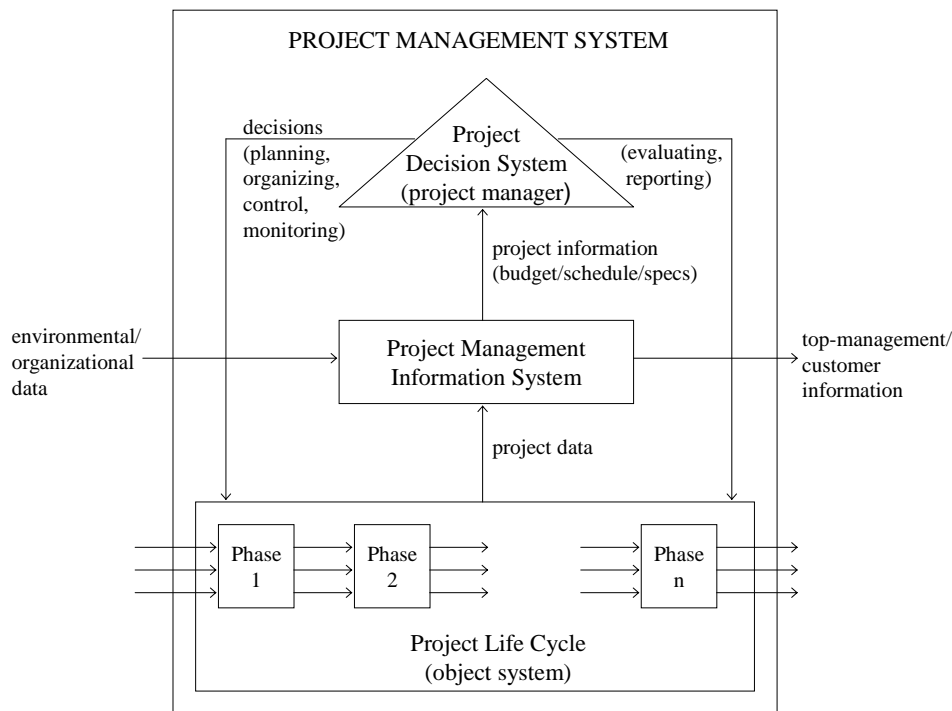 PROJECT MANAGEMENT SYSTEM
decisions
(planning,
organizing,
control,
monitoring)
Project
Decision System
(project manager)
(evaluating,
reporting)
project information
(budget/schedule/specs)
environmental/
organizational
data
Project Management
Information System
top-management/
customer
information
project data
Phase
1
Phase
2
Phase
n
Project Life Cycle
(object system)